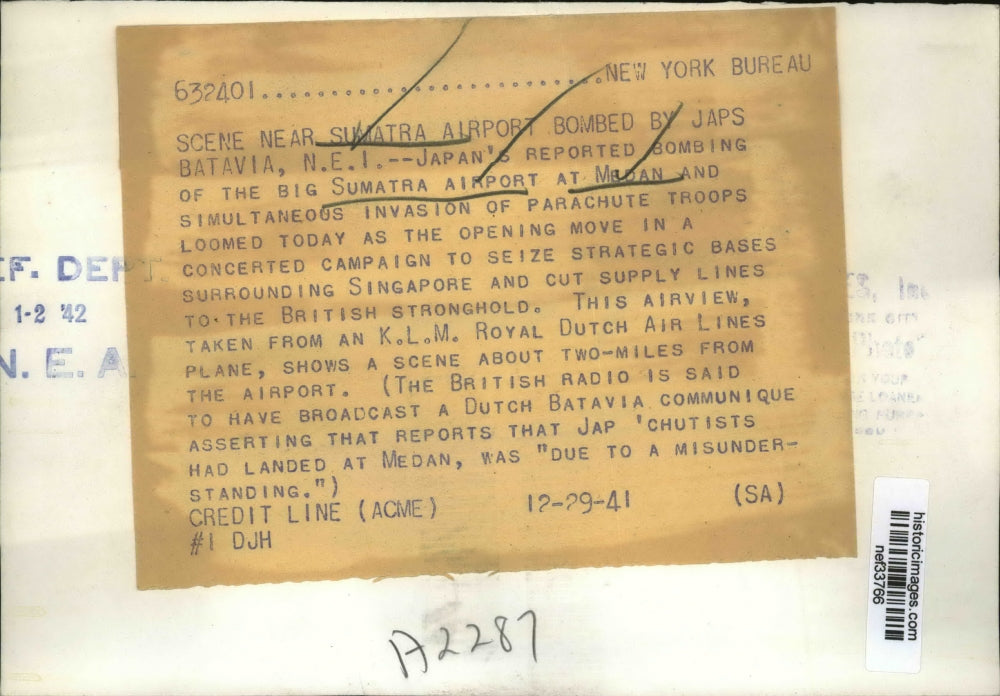 632401..........................NEW YORK BUREAU
SCENE NEAR SUMATRA AIRPORT BOMBED BY JAPS
BATAVIA, N.E.I.--JAPAN'S REPORTED BOMBING
OF THE BIG SUMATRA AIRPORT AT MEDAN AND
SIMULTANEOUS INVASION OF PARACHUTE TROOPS
LOOMED TODAY AS THE OPENING MOVE IN A
CONCERTED CAMPAIGN TO SEIZE STRATEGIC BASES
SURROUNDING SINGAPORE AND CUT SUPPLY LINES
TO THE BRITISH STRONGHOLD. THIS AIRVIEW,
TAKEN FROM AN K.L.M. ROYAL DUTCH AIR LINES
PLANE, SHOWS A SCENE ABOUT TWO-MILES FROM
THE AIRPORT. (THE BRITISH RADIO IS SAID
TO HAVE BROADCAST A DUTCH BATAVIA COMMUNIQUE
ASSERTING THAT REPORTS THAT JAP 'CHUTISTS
HAD LANDED AT MEDAN, WAS "DUE TO A MISUNDER-
STANDING.")
CREDIT LINE (ACME) 12-29-41 (SA)
#1 DJH
EF. DEPT.
1-2 '42
N. E. A
historicimages.com
nef33766
A2287